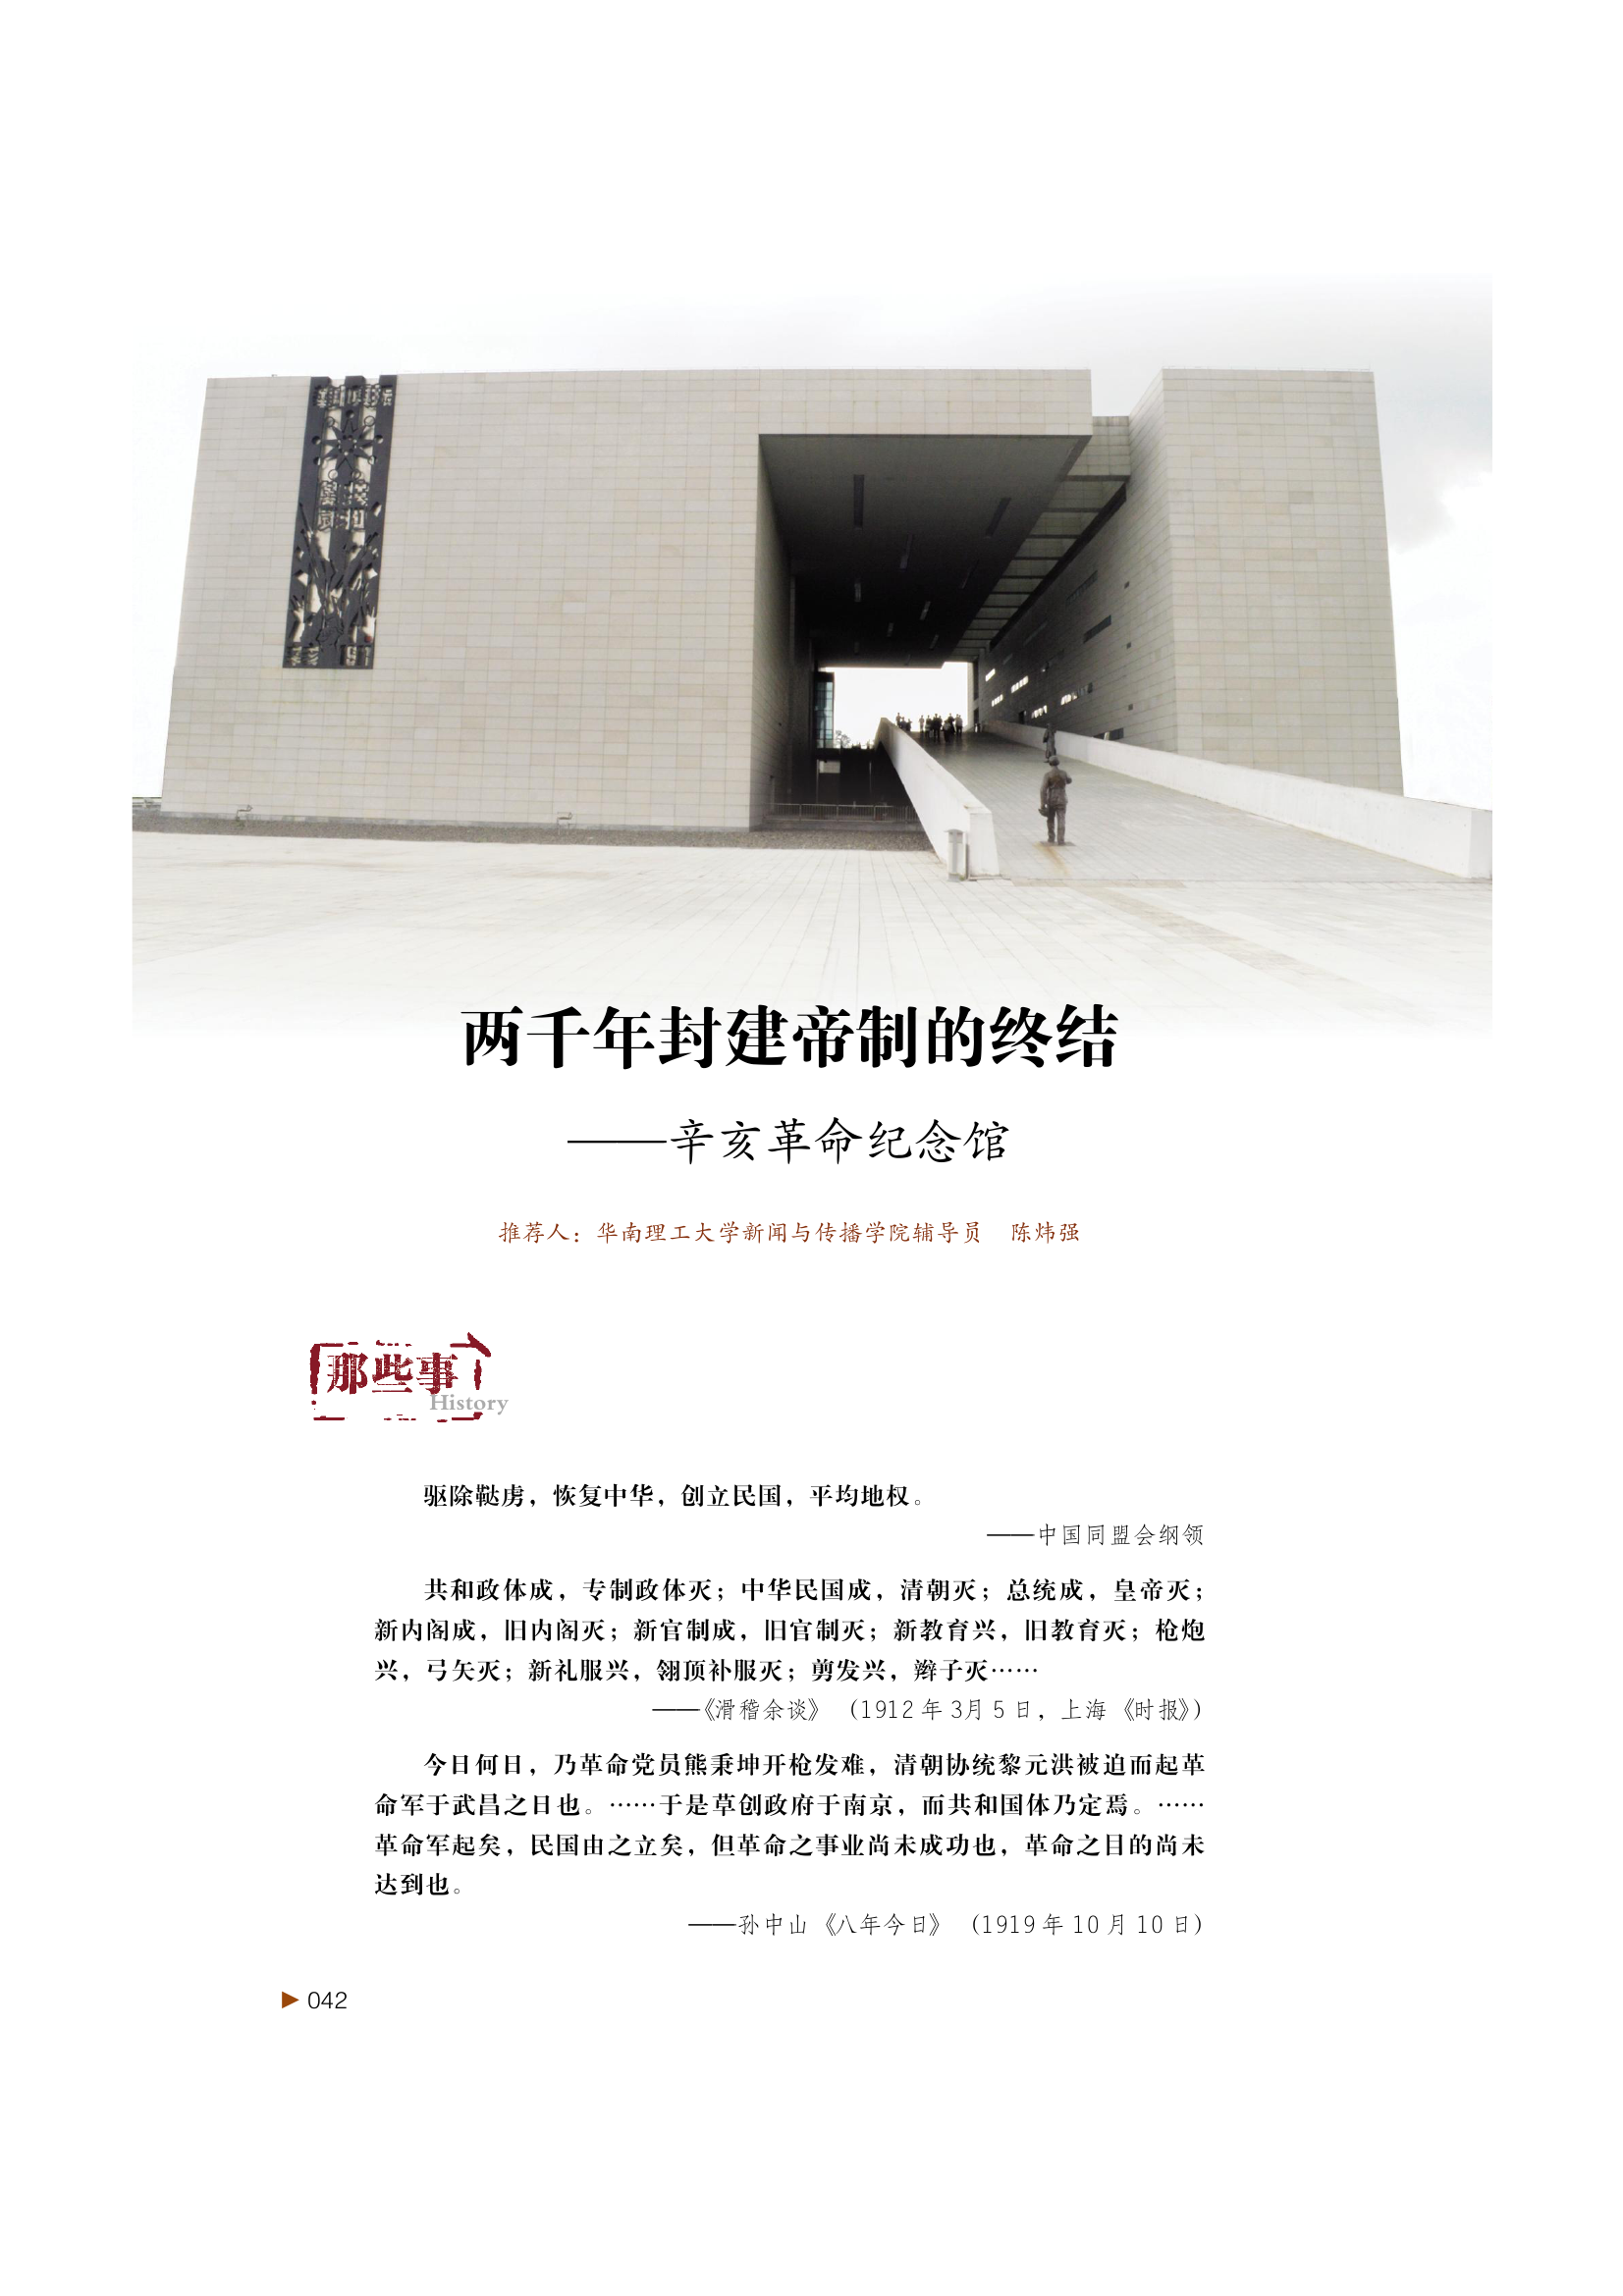 两千年封建帝制的终结
——辛亥革命纪念馆
推荐人：华南理工大学新闻与传播学院辅导员　陈炜强
那些事
History
驱除鞑虏，恢复中华，创立民国，平均地权。
——中国同盟会纲领
共和政体成，专制政体灭；中华民国成，清朝灭；总统成，皇帝灭；
新内阁成，旧内阁灭；新官制成，旧官制灭；新教育兴，旧教育灭；枪炮
兴，弓矢灭；新礼服兴，翎顶补服灭；剪发兴，辫子灭……
——《滑稽余谈》（1912 年 3月 5 日，上海《时报》）
今日何日，乃革命党员熊秉坤开枪发难，清朝协统黎元洪被迫而起革
命军于武昌之日也。……于是草创政府于南京，而共和国体乃定焉。……
革命军起矣，民国由之立矣，但革命之事业尚未成功也，革命之目的尚未
达到也。
——孙中山《八年今日》（1919 年 10 月 10 日）
▶ 042